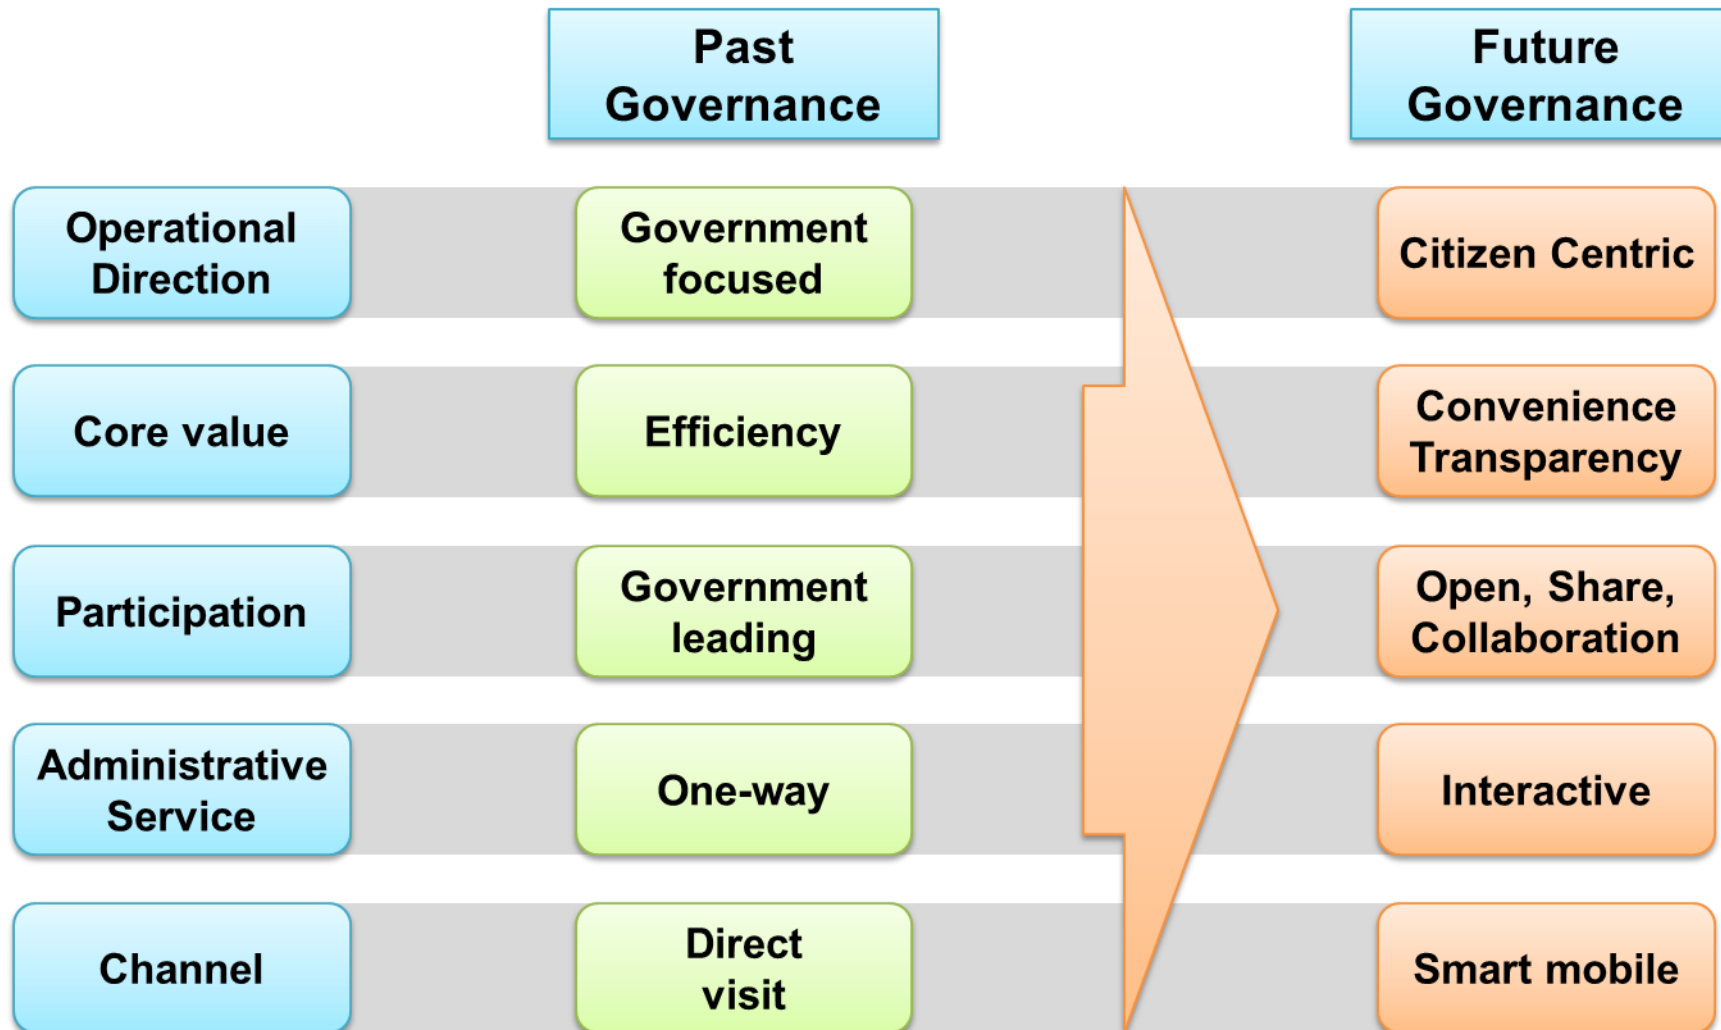 Past
Governance
Future
Governance
Operational
Direction
Government
focused
Citizen Centric
Core value
Efficiency
Convenience
Transparency
Participation
Government
leading
Open, Share,
Collaboration
Administrative
Service
One-way
Interactive
Channel
Direct
visit
Smart mobile